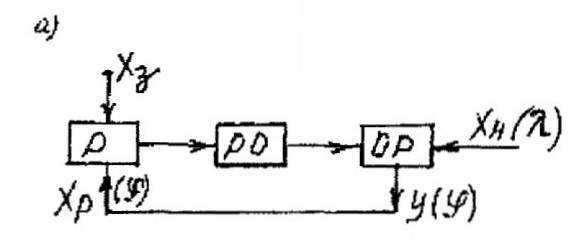 а)
Xз
Р РО ОР Xн(λ)
Xр (φ) y(φ)